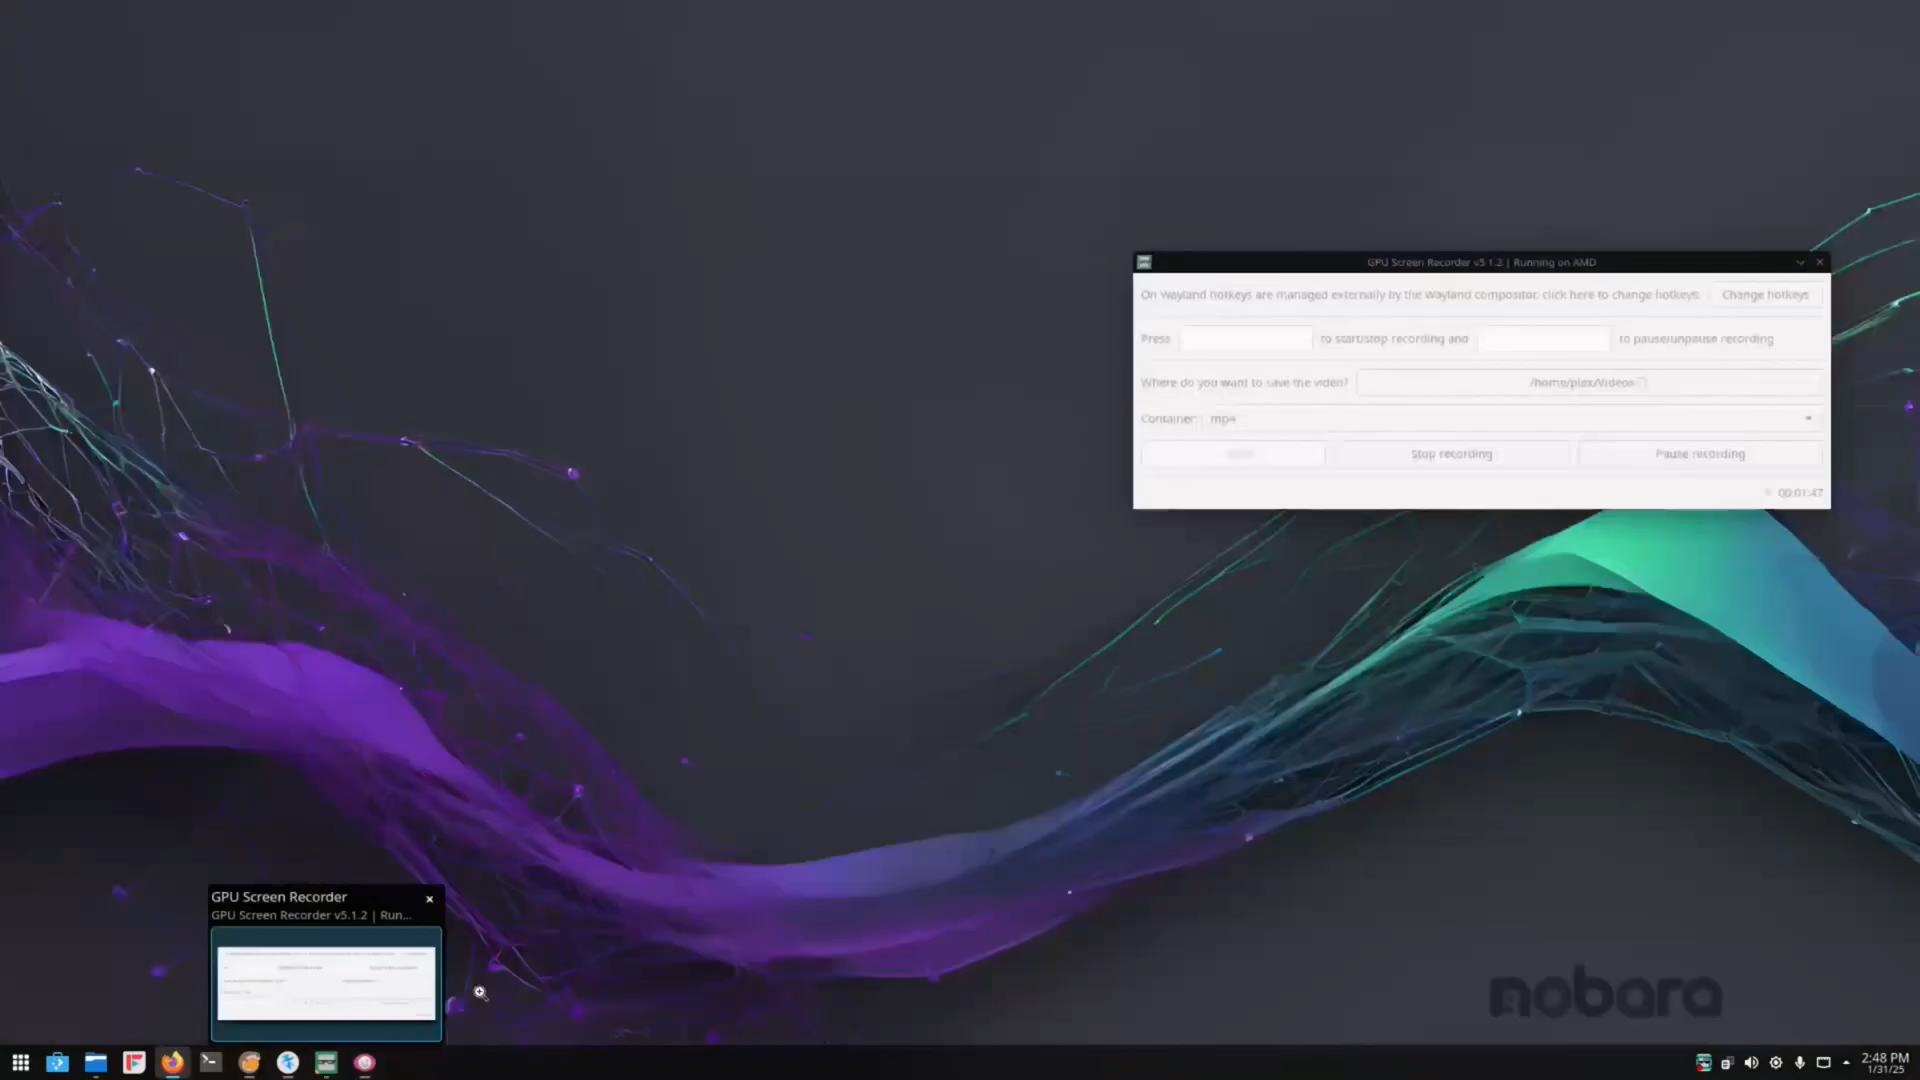 GPU Screen Recorder v5.1.2 | Running on AMD
On Wayland hotkeys are managed externally by the Wayland compositor, click here to change hotkeys:
Change hotkeys
Press to start/stop recording and to pause/unpause recording
Where do you want to save the video? /home/plex/Videos
Container: mp4
Stop recording Pause recording
00:01:47
GPU Screen Recorder
GPU Screen Recorder v5.1.2 | Run...
nobara
2:48 PM
1/31/25